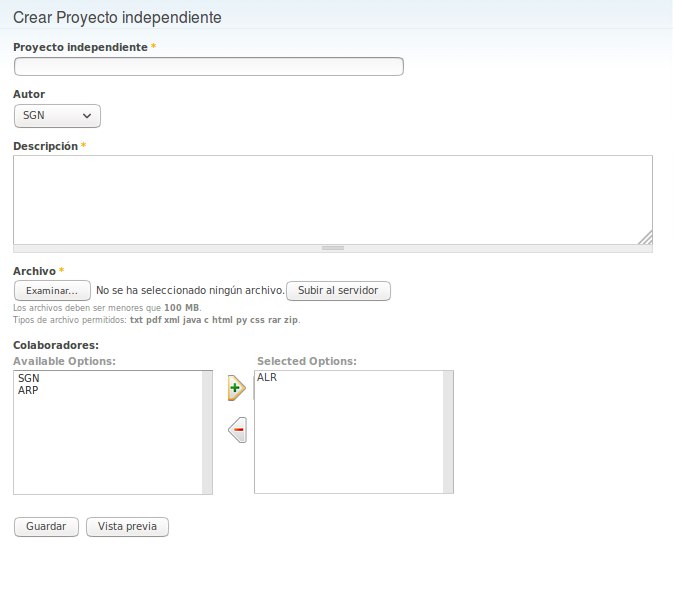 Crear Proyecto independiente
Proyecto independiente *
Autor
SGN
Descripción *
Archivo *
Examinar... No se ha seleccionado ningún archivo. Subir al servidor
Los archivos deben ser menores que 100 MB.
Tipos de archivo permitidos: txt pdf xml java c html py css rar zip.
Colaboradores:
Available Options: Selected Options:
SGN ALR
ARP
Guardar Vista previa